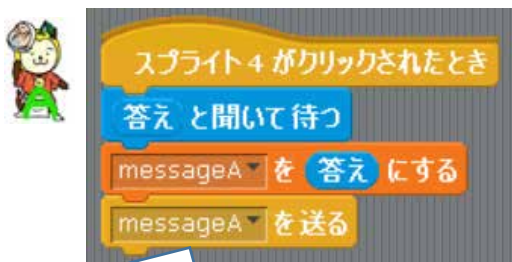 スプライト4がクリックされたとき
答え と聞いて待つ
messageA を 答え にする
messageA を送る
A